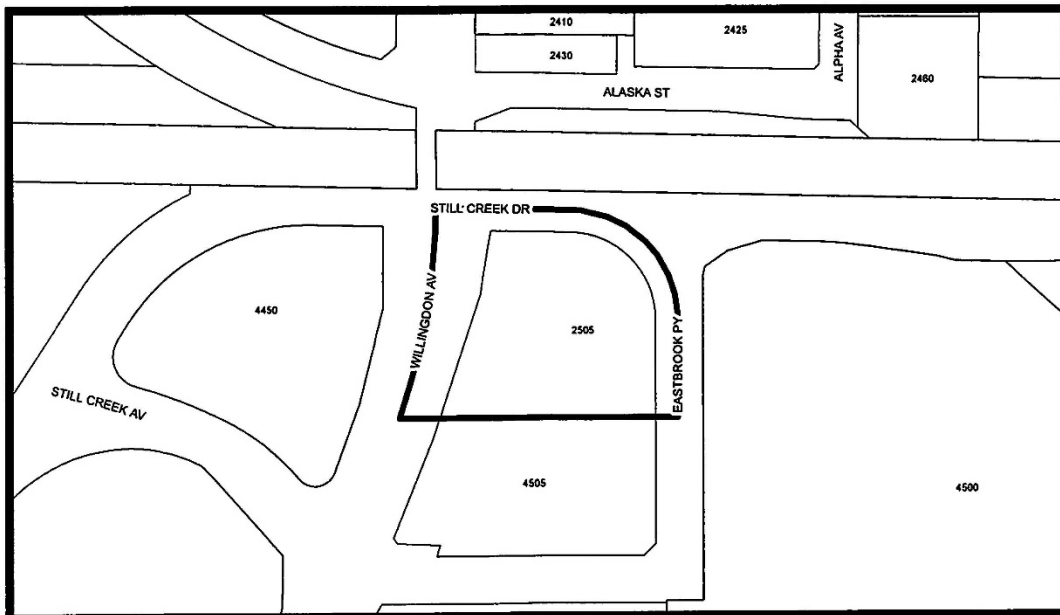 2410
2425
ALPHA AV
2430
2460
ALASKA ST
STILL CREEK DR
WILLINGDON AV
4450
2505
EASTBROOK PY
STILL CREEK AV
4505
4500